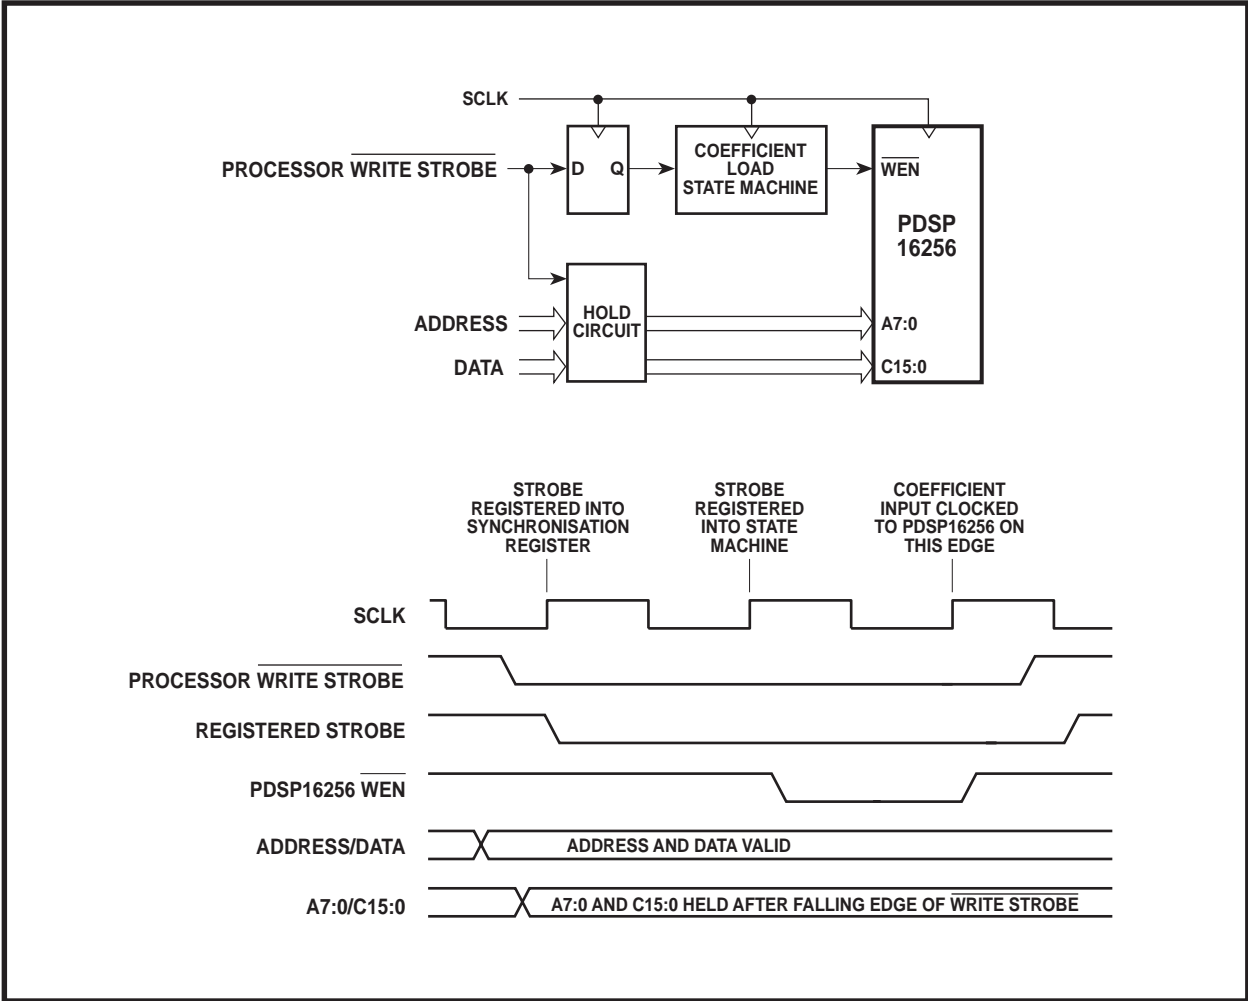 SCLK
PROCESSOR WRITE STROBE
D Q
COEFFICIENT
LOAD
STATE MACHINE
WEN
PDSP
16256
HOLD
CIRCUIT
ADDRESS
A7:0
DATA
C15:0
STROBE
REGISTERED INTO
SYNCHRONISATION
REGISTER
STROBE
REGISTERED
INTO STATE
MACHINE
COEFFICIENT
INPUT CLOCKED
TO PDSP16256 ON
THIS EDGE
SCLK
PROCESSOR WRITE STROBE
REGISTERED STROBE
PDSP16256 WEN
ADDRESS/DATA
ADDRESS AND DATA VALID
A7:0/C15:0
A7:0 AND C15:0 HELD AFTER FALLING EDGE OF WRITE STROBE